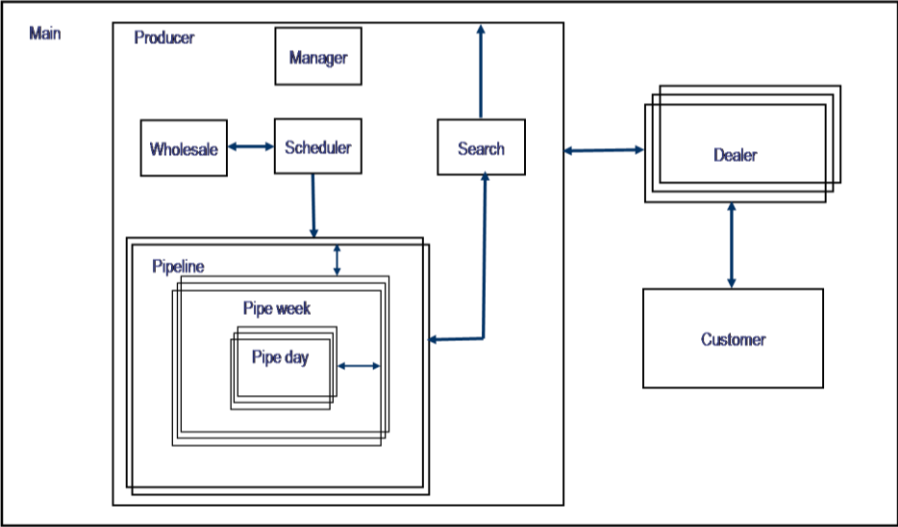 Main
Producer
Manager
Wholesale
Scheduler
Search
Dealer
Pipeline
Pipe week
Pipe day
Customer